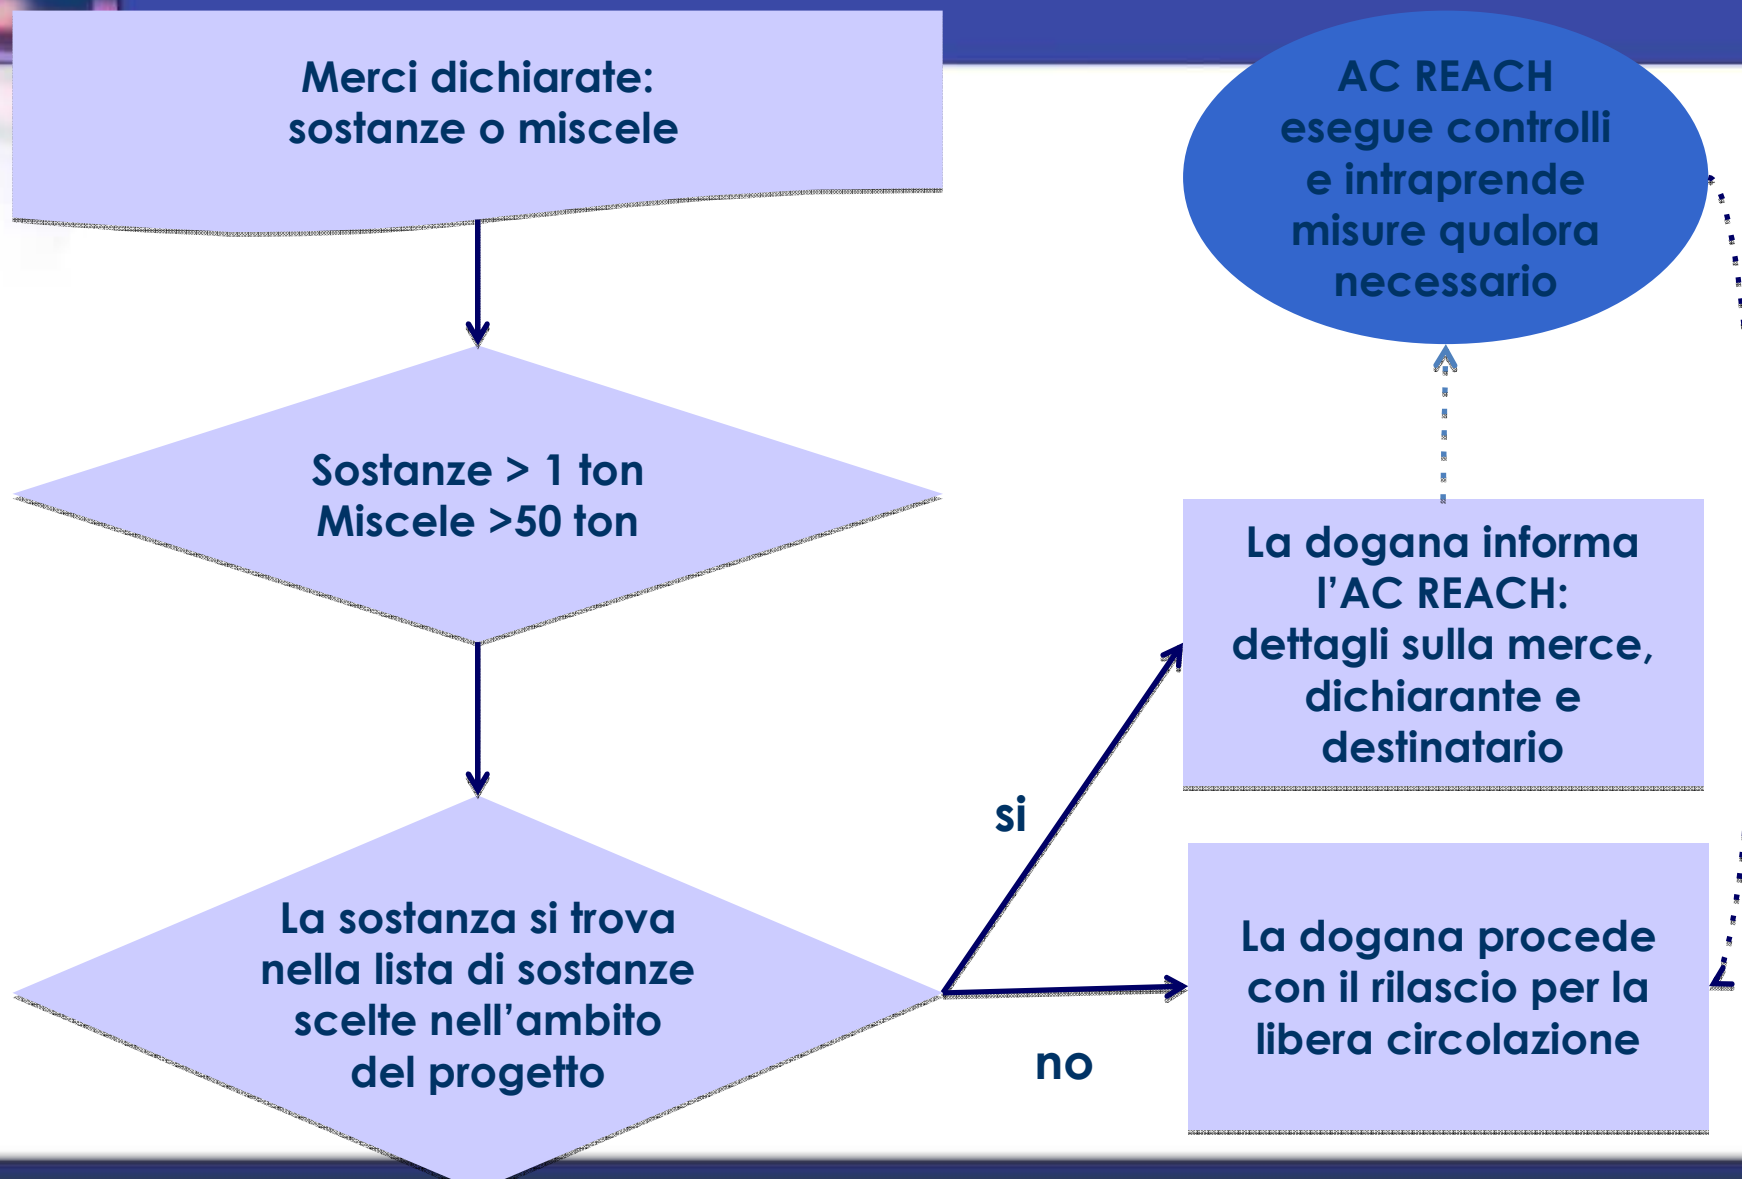 Merci dichiarate:
sostanze o miscele
Sostanze > 1 ton
Miscele >50 ton
La sostanza si trova
nella lista di sostanze
scelte nell'ambito
del progetto
si
no
AC REACH
esegue controlli
e intraprende
misure qualora
necessario
La dogana informa
l'AC REACH:
dettagli sulla merce,
dichiarante e
destinatario
La dogana procede
con il rilascio per la
libera circolazione